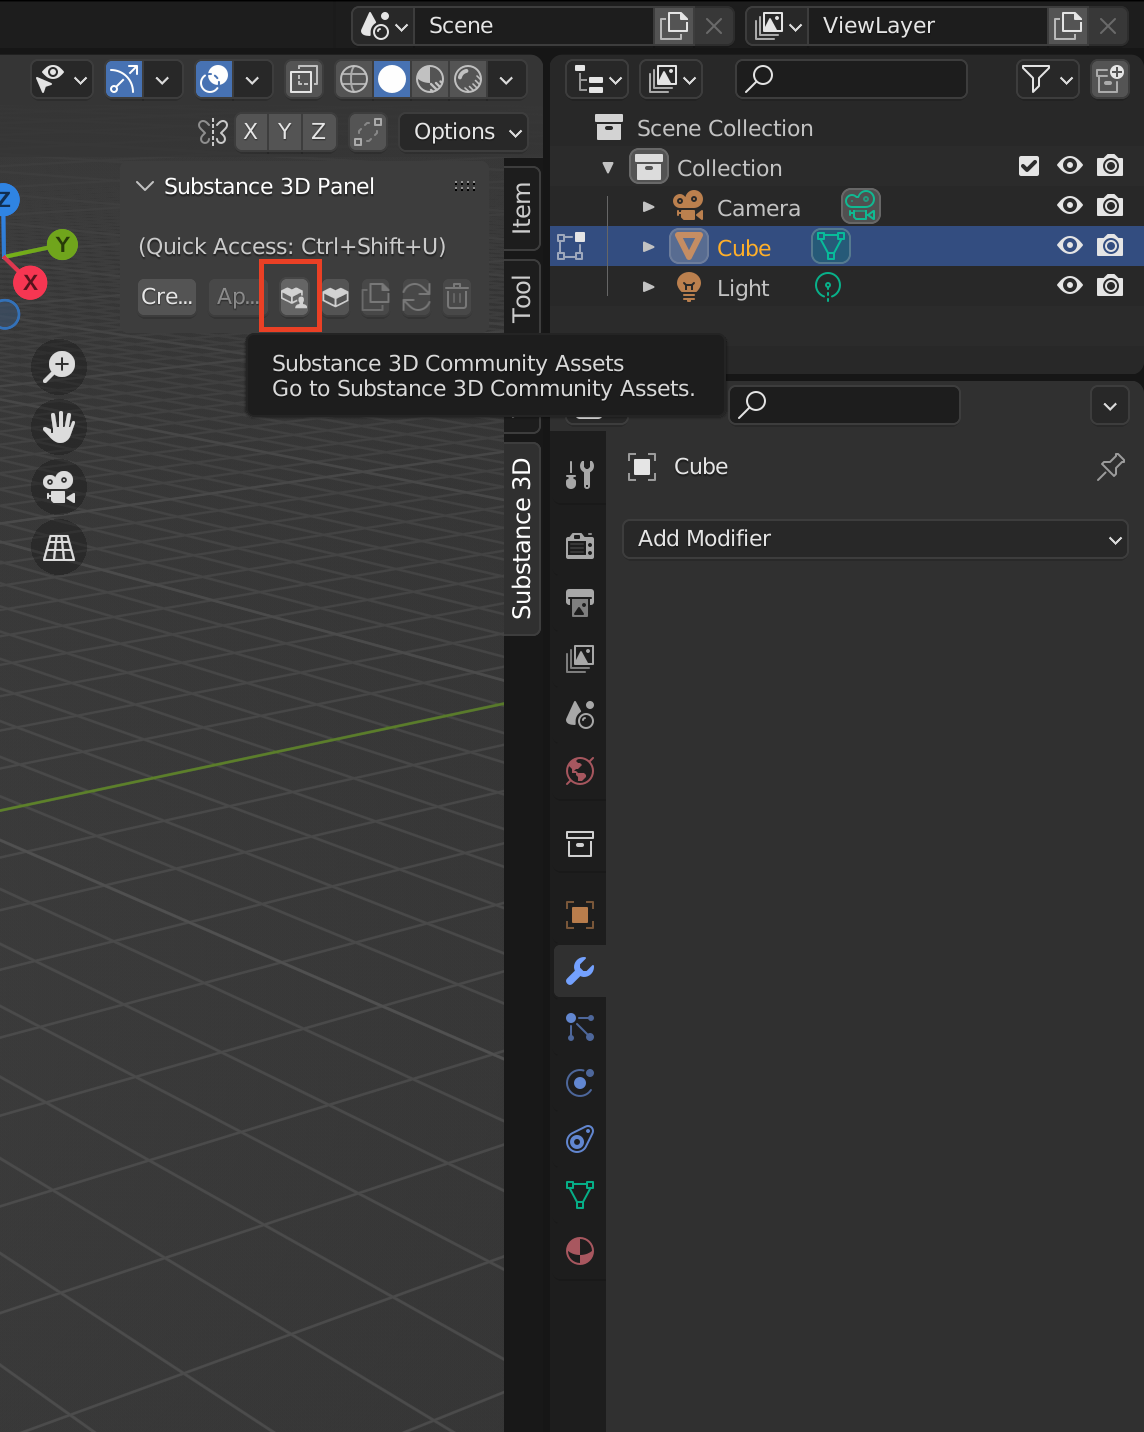 Scene
ViewLayer
X Y Z
Options
Scene Collection
Collection
Camera
Cube
Light
Substance 3D Panel
(Quick Access: Ctrl+Shift+U)
Cre...
Ap...
Z
Y
X
Item
Tool
Substance 3D Community Assets
Go to Substance 3D Community Assets.
Substance 3D
Cube
Add Modifier